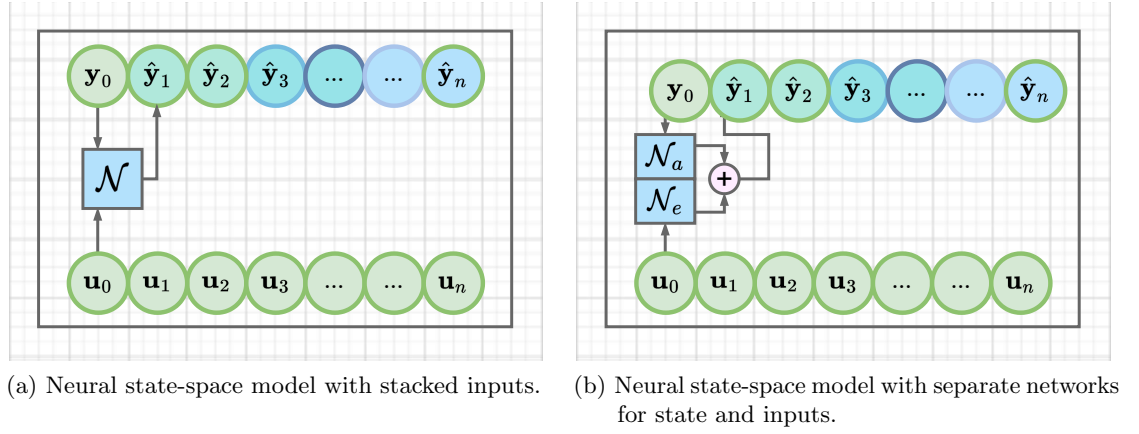 y₀ ŷ₁ ŷ₂ ŷ₃ ... ... ŷₙ
𝒩
u₀ u₁ u₂ u₃ ... ... uₙ
(a) Neural state-space model with stacked inputs.
y₀ ŷ₁ ŷ₂ ŷ₃ ... ... ŷₙ
𝒩ₐ
+
𝒩ₑ
u₀ u₁ u₂ u₃ ... ... uₙ
(b) Neural state-space model with separate networks
for state and inputs.